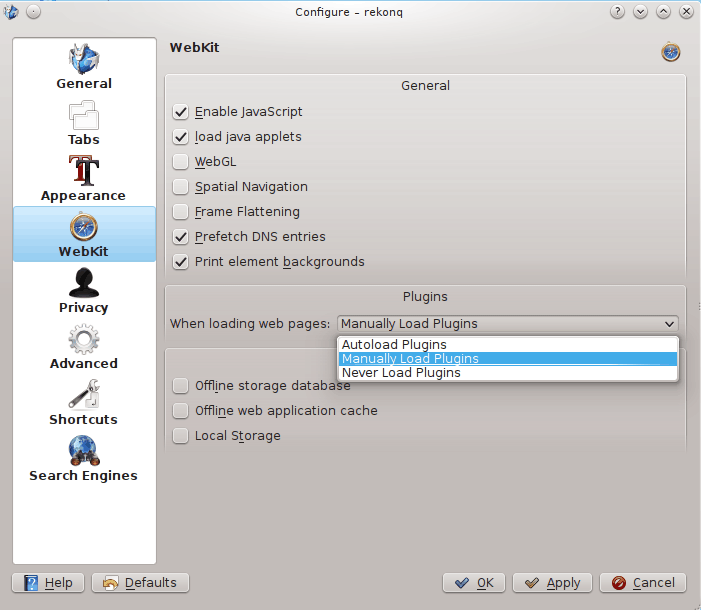 Configure – rekonq
General
Tabs
Appearance
WebKit
Privacy
Advanced
Shortcuts
Search Engines
WebKit
General
Enable JavaScript
load java applets
WebGL
Spatial Navigation
Frame Flattening
Prefetch DNS entries
Print element backgrounds
Plugins
When loading web pages: Manually Load Plugins
Autoload Plugins
Manually Load Plugins
Never Load Plugins
Offline storage database
Offline web application cache
Local Storage
? Help Defaults OK Apply Cancel